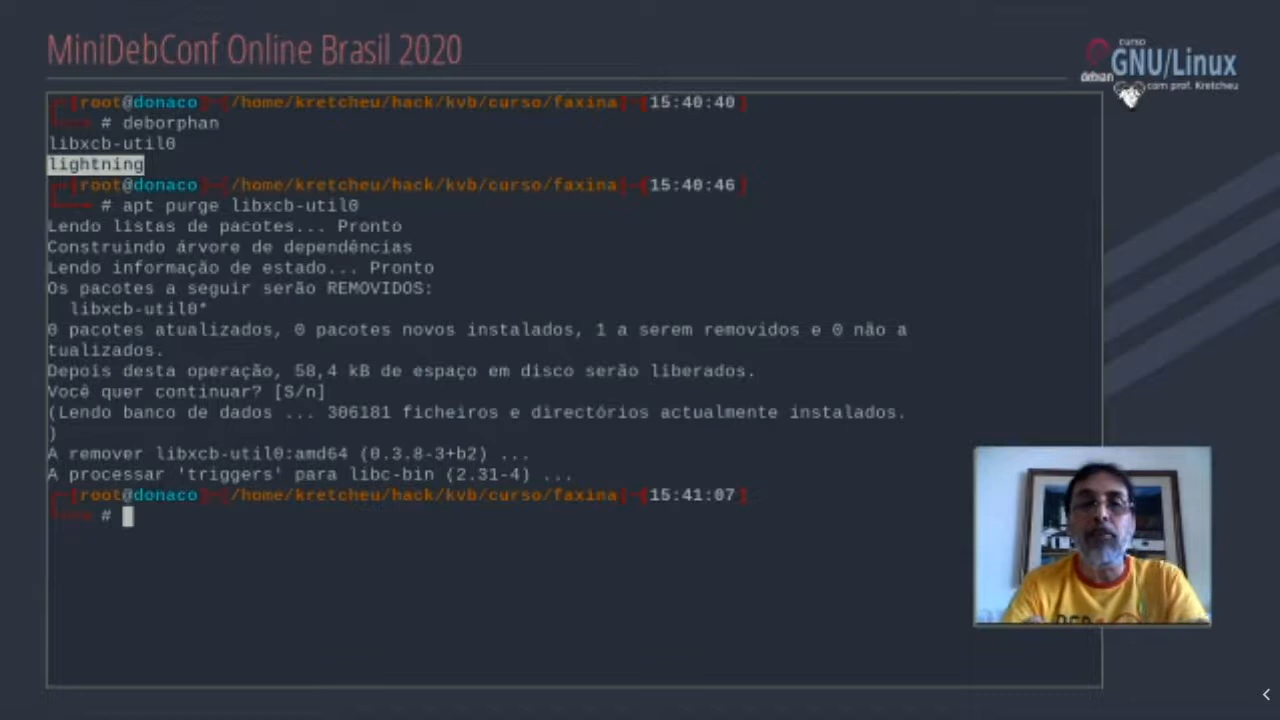 MiniDebConf Online Brasil 2020
curso
GNU/Linux
debian
com prof. Kretcheu
[root@donaco]-[/home/kretcheu/hack/kvb/curso/faxina]-[15:40:40]
# deborphan
libxcb-util0
lightning
[root@donaco]-[/home/kretcheu/hack/kvb/curso/faxina]-[15:40:46]
# apt purge libxcb-util0
Lendo listas de pacotes... Pronto
Construindo árvore de dependências
Lendo informação de estado... Pronto
Os pacotes a seguir serão REMOVIDOS:
libxcb-util0*
0 pacotes atualizados, 0 pacotes novos instalados, 1 a serem removidos e 0 não a
tualizados.
Depois desta operação, 58,4 kB de espaço em disco serão liberados.
Você quer continuar? [S/n]
(Lendo banco de dados ... 306181 ficheiros e directórios actualmente instalados.
)
A remover libxcb-util0:amd64 (0.3.8-3+b2) ...
A processar 'triggers' para libc-bin (2.31-4) ...
[root@donaco]-[/home/kretcheu/hack/kvb/curso/faxina]-[15:41:07]
#